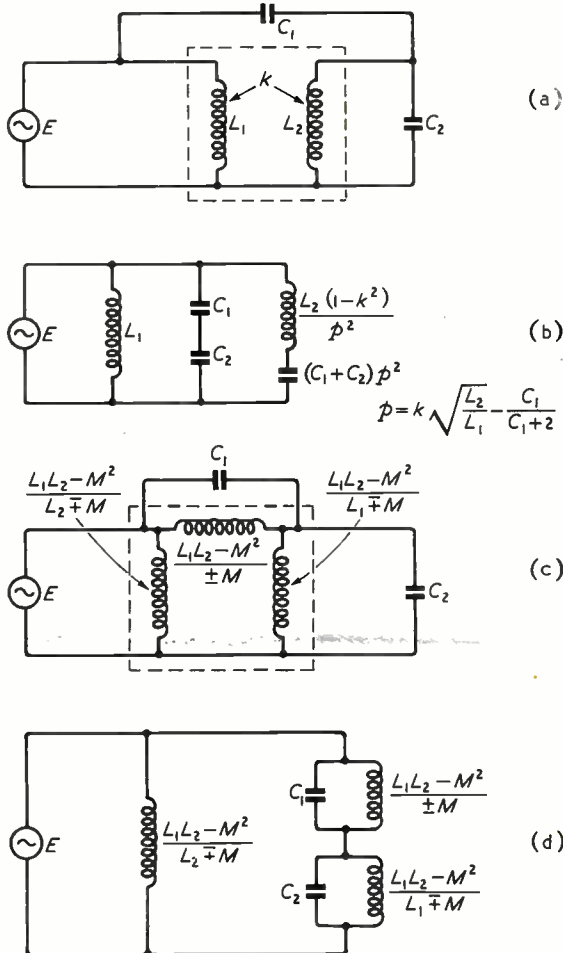 C₁
(a)
k
E
L₁
L₂
C₂
(b)
E
L₁
C₁
C₂
L₂ (1-k²)
p²
(C₁+C₂) p²
p = k √L₂/L₁ - C₁/C₁+2
C₁
L₁L₂-M²
L₂∓M
L₁L₂-M²
L₁∓M
L₁L₂-M²
±M
(c)
E
C₂
(d)
E
L₁L₂-M²
L₂∓M
C₁
L₁L₂-M²
±M
C₂
L₁L₂-M²
L₁∓M